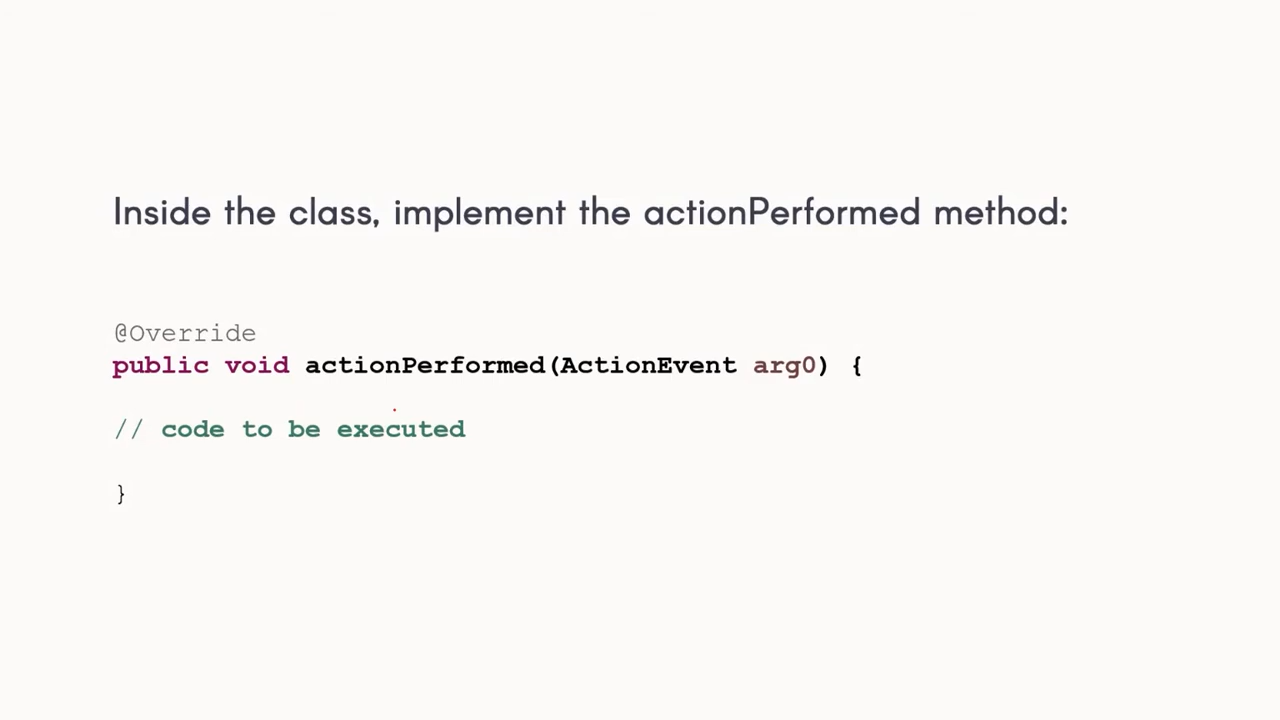 Inside the class, implement the actionPerformed method:
@Override
public void actionPerformed(ActionEvent arg0) {
// code to be executed
}